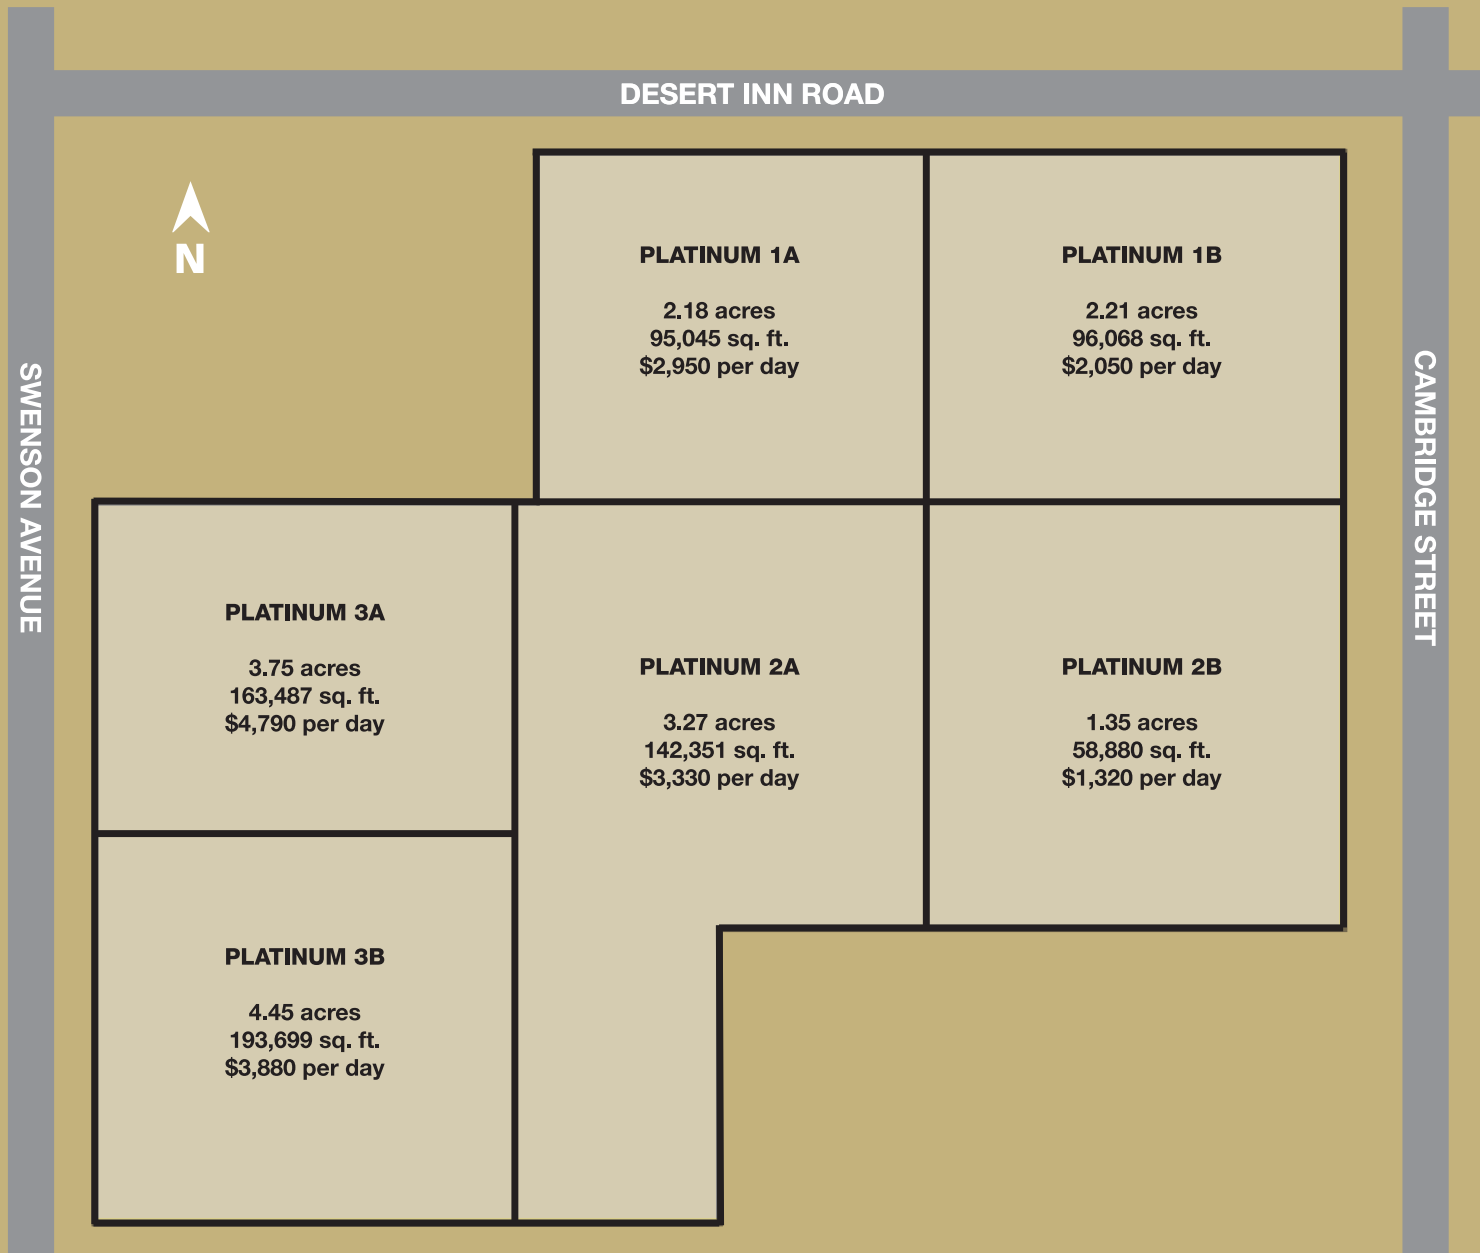 DESERT INN ROAD
N
SWENSON AVENUE
CAMBRIDGE STREET
PLATINUM 1A
2.18 acres
95,045 sq. ft.
$2,950 per day
PLATINUM 1B
2.21 acres
96,068 sq. ft.
$2,050 per day
PLATINUM 3A
3.75 acres
163,487 sq. ft.
$4,790 per day
PLATINUM 2A
3.27 acres
142,351 sq. ft.
$3,330 per day
PLATINUM 2B
1.35 acres
58,880 sq. ft.
$1,320 per day
PLATINUM 3B
4.45 acres
193,699 sq. ft.
$3,880 per day